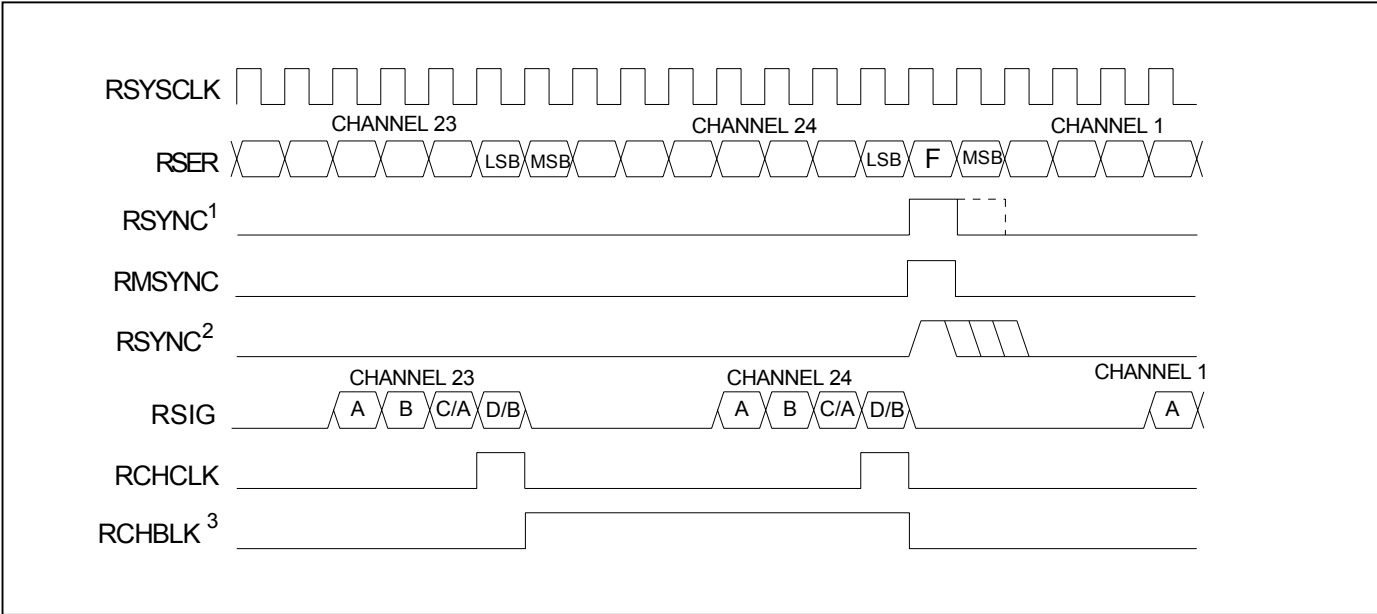 RSYSCLK
CHANNEL 23 CHANNEL 24 CHANNEL 1
RSER LSB MSB LSB F MSB
RSYNC1
RMSYNC
RSYNC2
CHANNEL 23 CHANNEL 24 CHANNEL 1
RSIG A B C/A D/B A B C/A D/B A
RCHCLK
RCHBLK 3